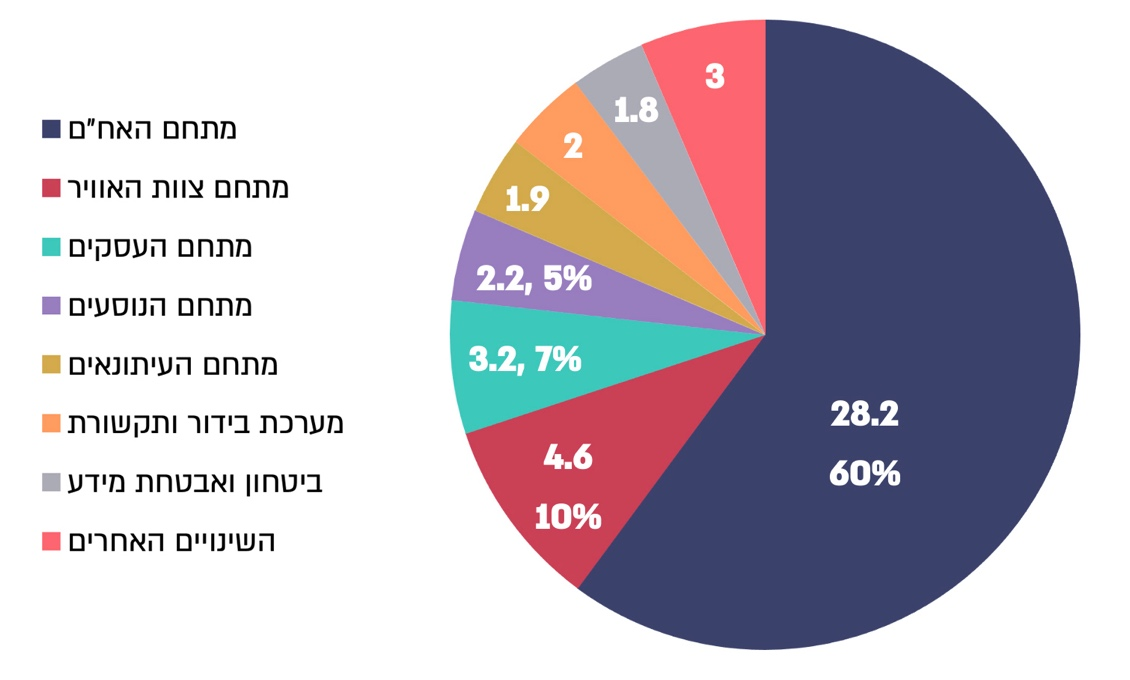 מתחם האח"ם
מתחם צוות האוויר
מתחם העסקים
מתחם הנוסעים
מתחם העיתונאים
מערכת בידור ותקשורת
ביטחון ואבטחת מידע
השינויים האחרים
3
1.8
2
1.9
2.2, 5%
3.2, 7%
4.6
10%
28.2
60%